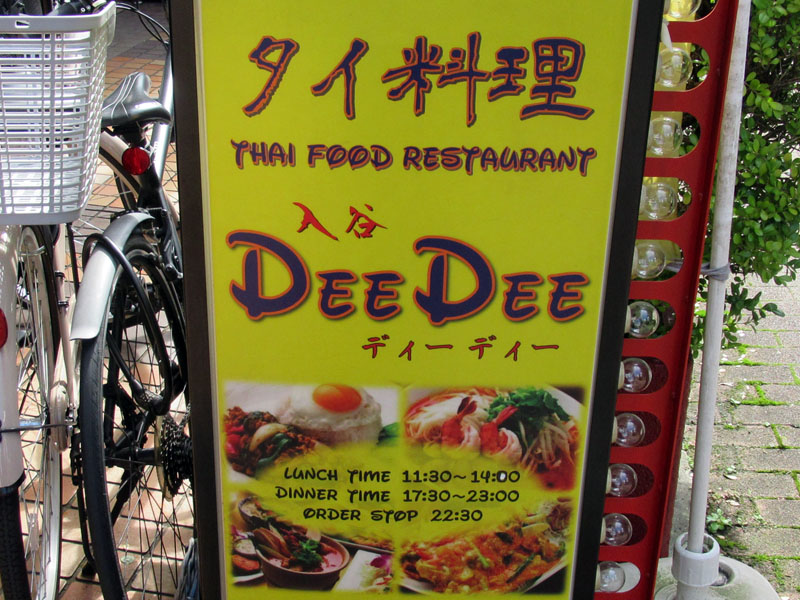 タイ料理
THAI FOOD RESTAURANT
入谷
DEE DEE
ディー ディー
LUNCH TIME 11:30～14:00
DINNER TIME 17:30～23:00
ORDER STOP 22:30